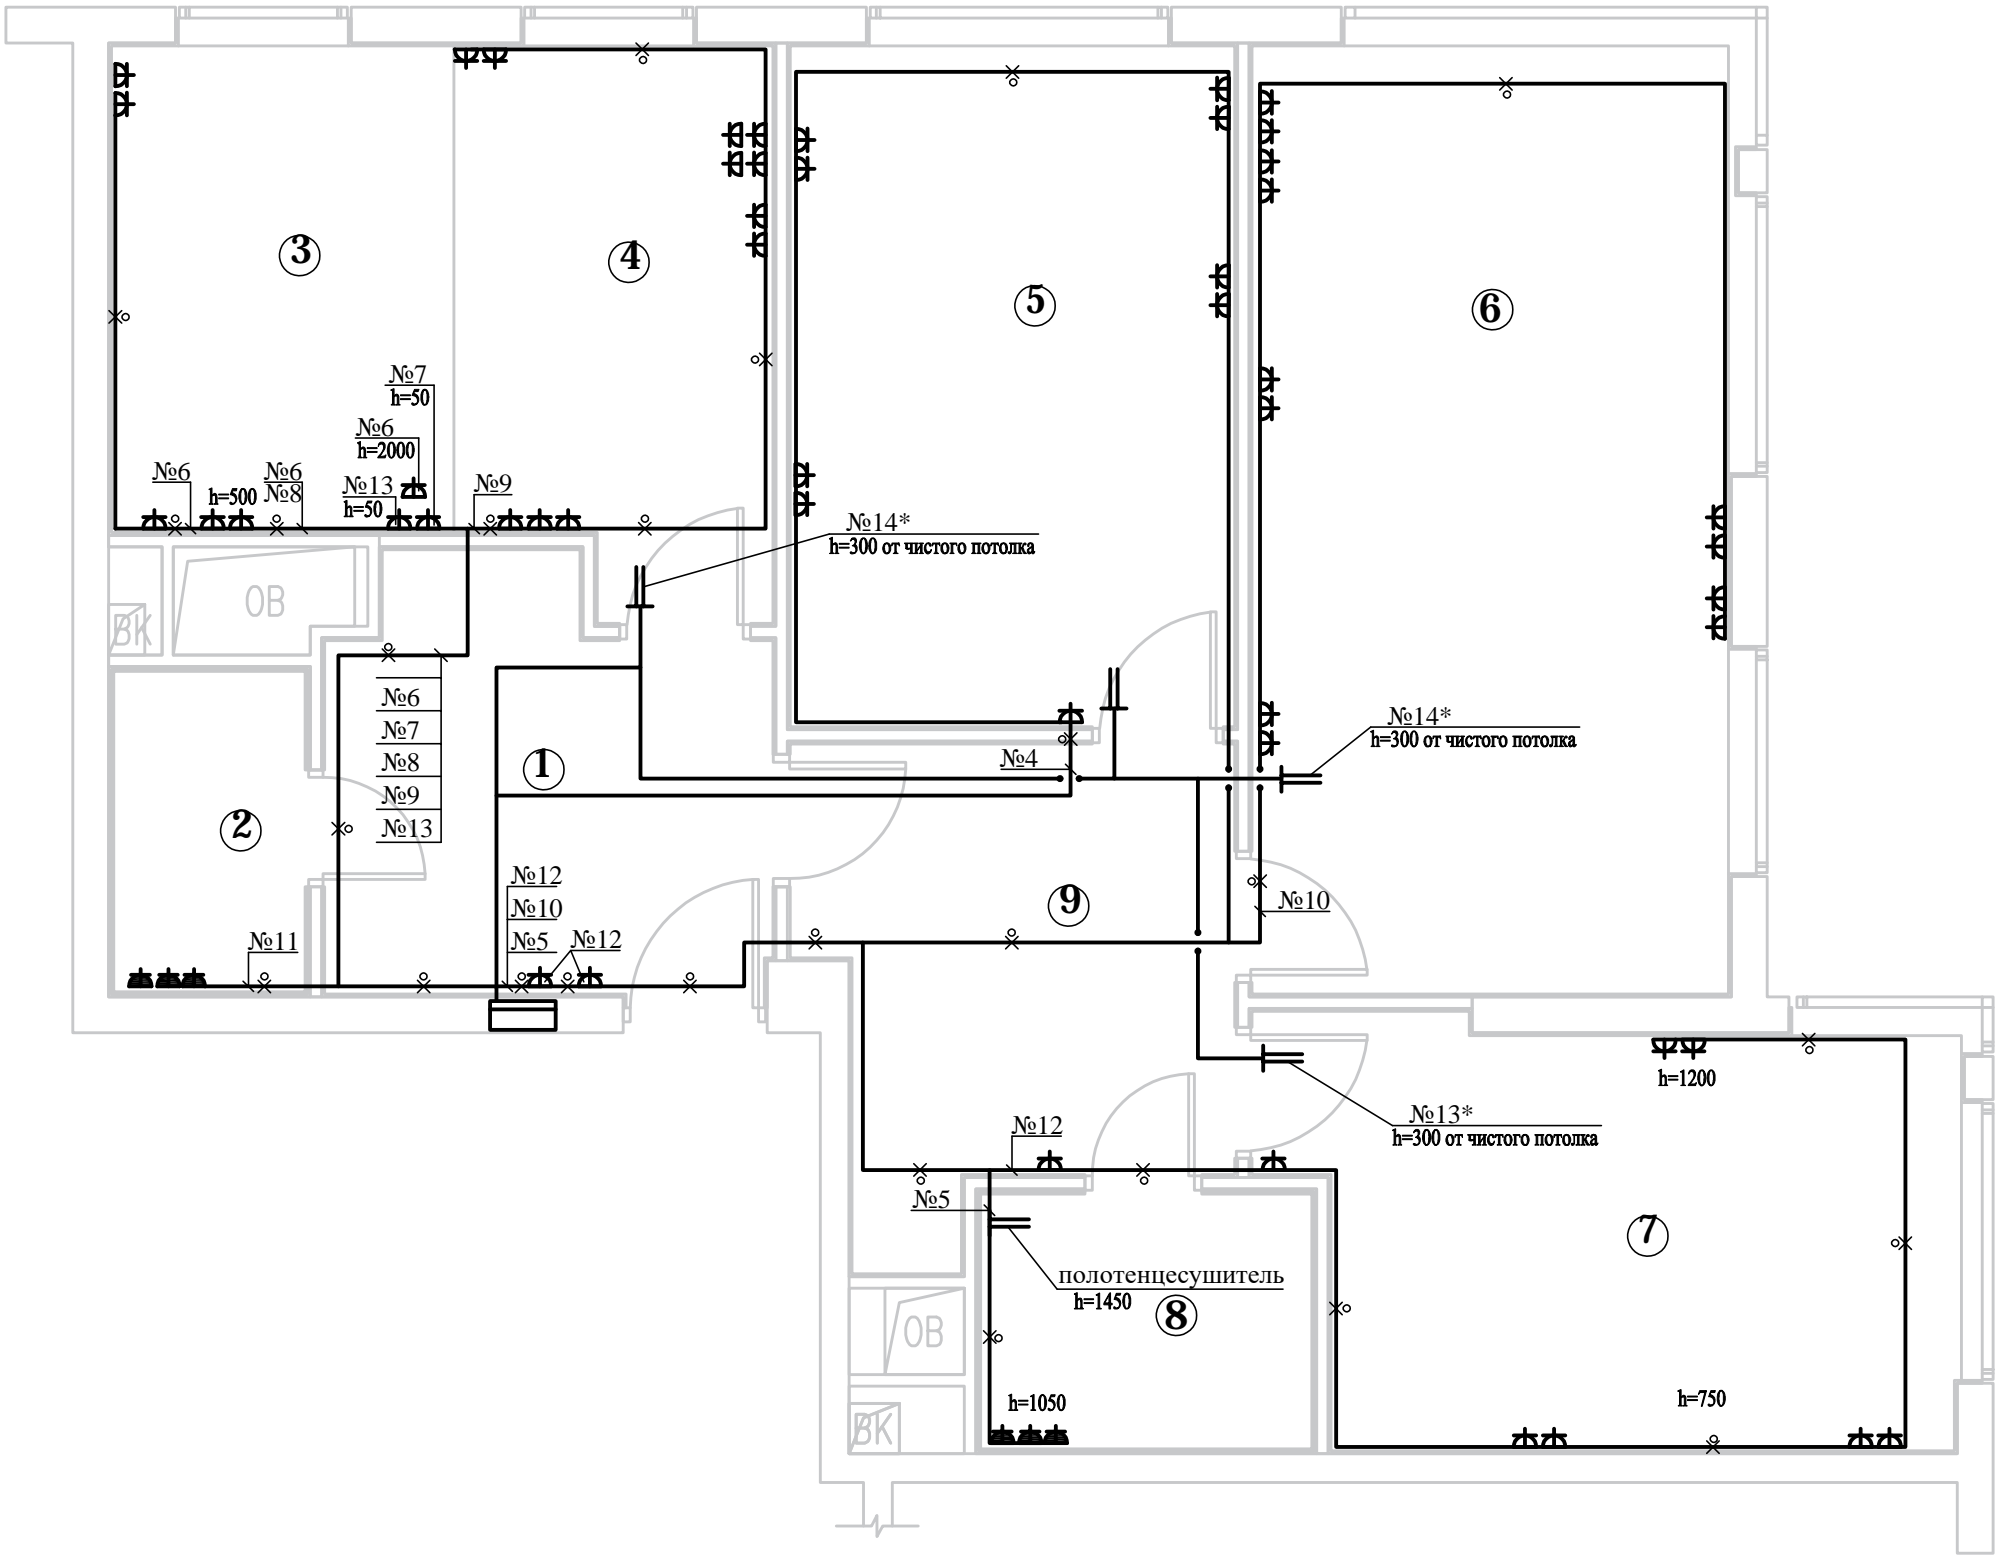 3
4
5
6
№7
h=50
№6
h=2000
№6
h=500
№6
№8
№13
h=50
№9
№14*
h=300 от чистого потолка
ОВ
ВК
№6
№7
№8
№9
№13
1
2
№4
№14*
h=300 от чистого потолка
№12
№10
№5
№12
№11
9
№10
h=1200
№13*
h=300 от чистого потолка
№12
№5
полотенцесушитель
h=1450
8
7
ОВ
ВК
h=1050
h=750